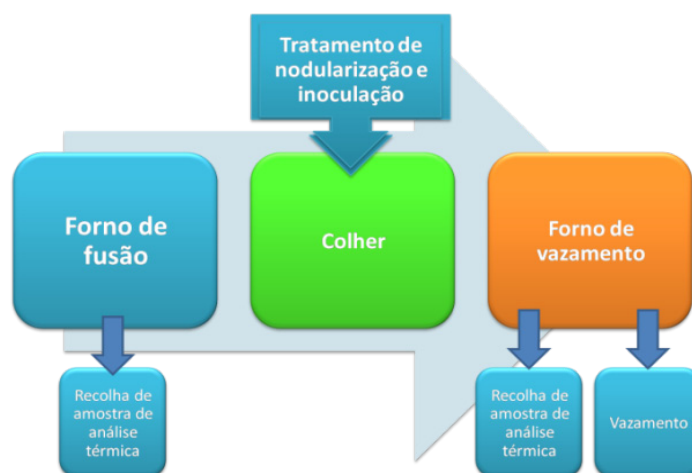 Tratamento de
nodularização e
inoculação
Forno de
fusão
Colher
Forno de
vazamento
Recolha de
amostra de
análise
térmica
Recolha de
amostra de
análise
térmica
Vazamento